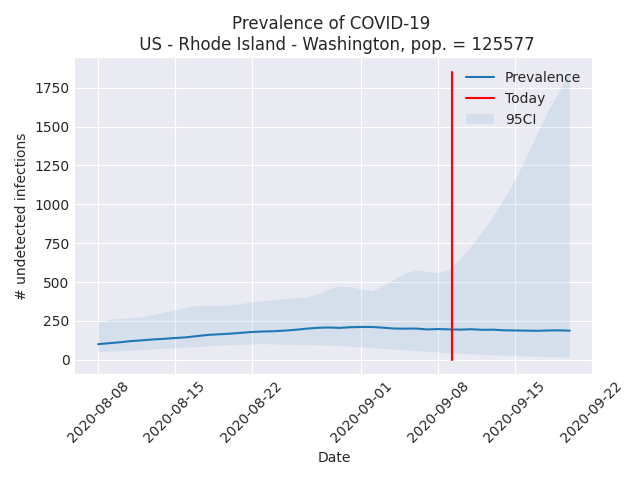 Prevalence of COVID-19
US - Rhode Island - Washington, pop. = 125577
Prevalence
Today
95CI
1750
1500
1250
1000
750
500
250
0
# undetected infections
2020-08-08
2020-08-15
2020-08-22
2020-09-01
2020-09-08
2020-09-15
2020-09-22
Date